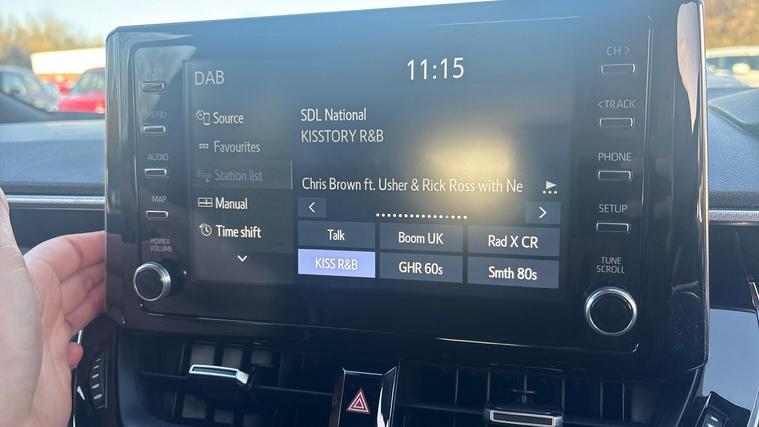 DAB
11:15
CH >
MENU
AUDIO
MAP
POWER
VOLUME
Source
Favourites
Station list
Manual
Time shift
SDL National
KISSTORY R&B
Chris Brown ft. Usher & Rick Ross with Ne
Talk
Boom UK
Rad X CR
KISS R&B
GHR 60s
Smth 80s
< TRACK
PHONE
SETUP
TUNE
SCROLL